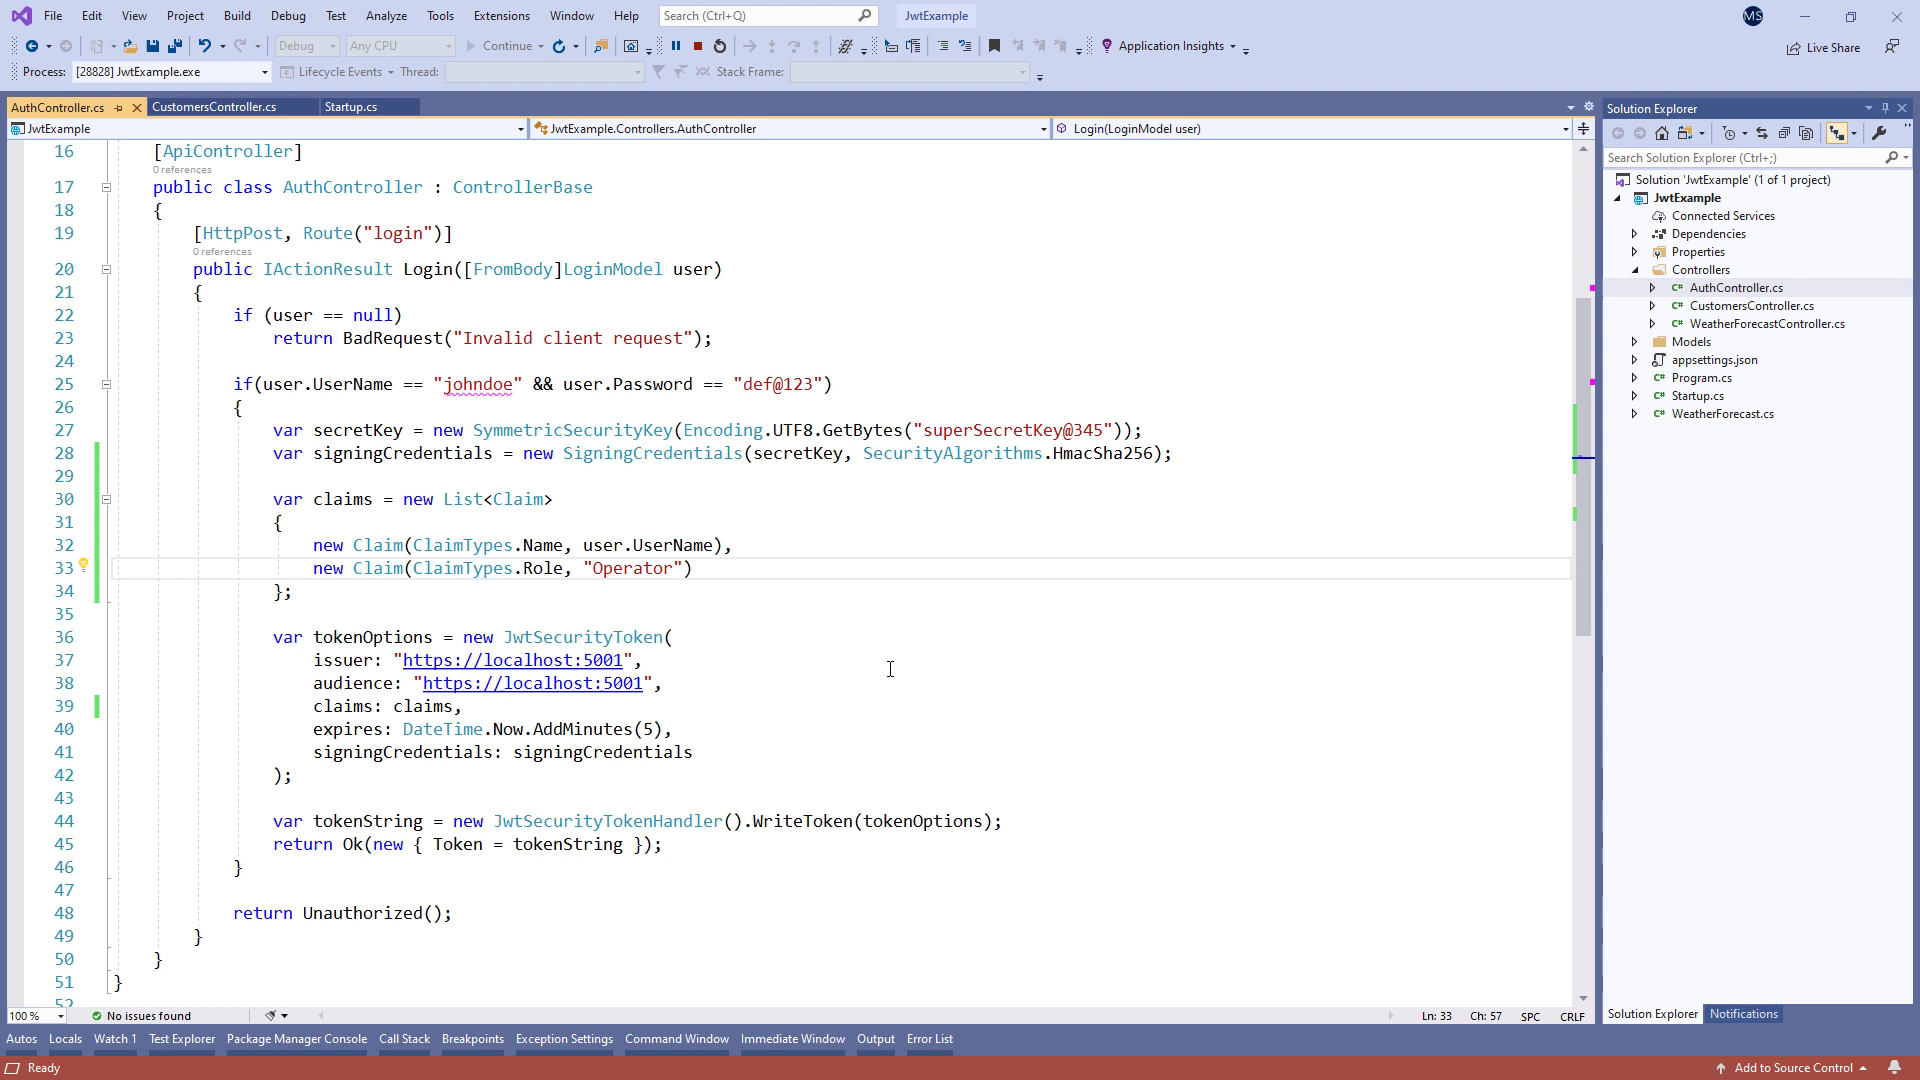 File Edit View Project Build Debug Test Analyze Tools Extensions Window Help Search (Ctrl+Q) JwtExample MS
Debug Any CPU Continue Application Insights Live Share
Process: [28828] JwtExample.exe Lifecycle Events Thread: Stack Frame:
AuthController.cs CustomersController.cs Startup.cs
JwtExample JwtExample.Controllers.AuthController Login(LoginModel user)
16 [ApiController]
0 references
17 public class AuthController : ControllerBase
18 {
19 [HttpPost, Route("login")]
0 references
20 public IActionResult Login([FromBody]LoginModel user)
21 {
22 if (user == null)
23 return BadRequest("Invalid client request");
24
25 if(user.UserName == "johndoe" && user.Password == "def@123")
26 {
27 var secretKey = new SymmetricSecurityKey(Encoding.UTF8.GetBytes("superSecretKey@345"));
28 var signingCredentials = new SigningCredentials(secretKey, SecurityAlgorithms.HmacSha256);
29
30 var claims = new List<Claim>
31 {
32 new Claim(ClaimTypes.Name, user.UserName),
33 new Claim(ClaimTypes.Role, "Operator")
34 };
35
36 var tokenOptions = new JwtSecurityToken(
37 issuer: "https://localhost:5001",
38 audience: "https://localhost:5001",
39 claims: claims,
40 expires: DateTime.Now.AddMinutes(5),
41 signingCredentials: signingCredentials
42 );
43
44 var tokenString = new JwtSecurityTokenHandler().WriteToken(tokenOptions);
45 return Ok(new { Token = tokenString });
46 }
47
48 return Unauthorized();
49 }
50 }
51 }
52
100 % No issues found Ln: 33 Ch: 57 SPC CRLF
Solution Explorer
Search Solution Explorer (Ctrl+;)
Solution 'JwtExample' (1 of 1 project)
JwtExample
Connected Services
Dependencies
Properties
Controllers
C# AuthController.cs
C# CustomersController.cs
C# WeatherForecastController.cs
Models
appsettings.json
C# Program.cs
C# Startup.cs
C# WeatherForecast.cs
Solution Explorer Notifications
Autos Locals Watch 1 Test Explorer Package Manager Console Call Stack Breakpoints Exception Settings Command Window Immediate Window Output Error List
Ready Add to Source Control